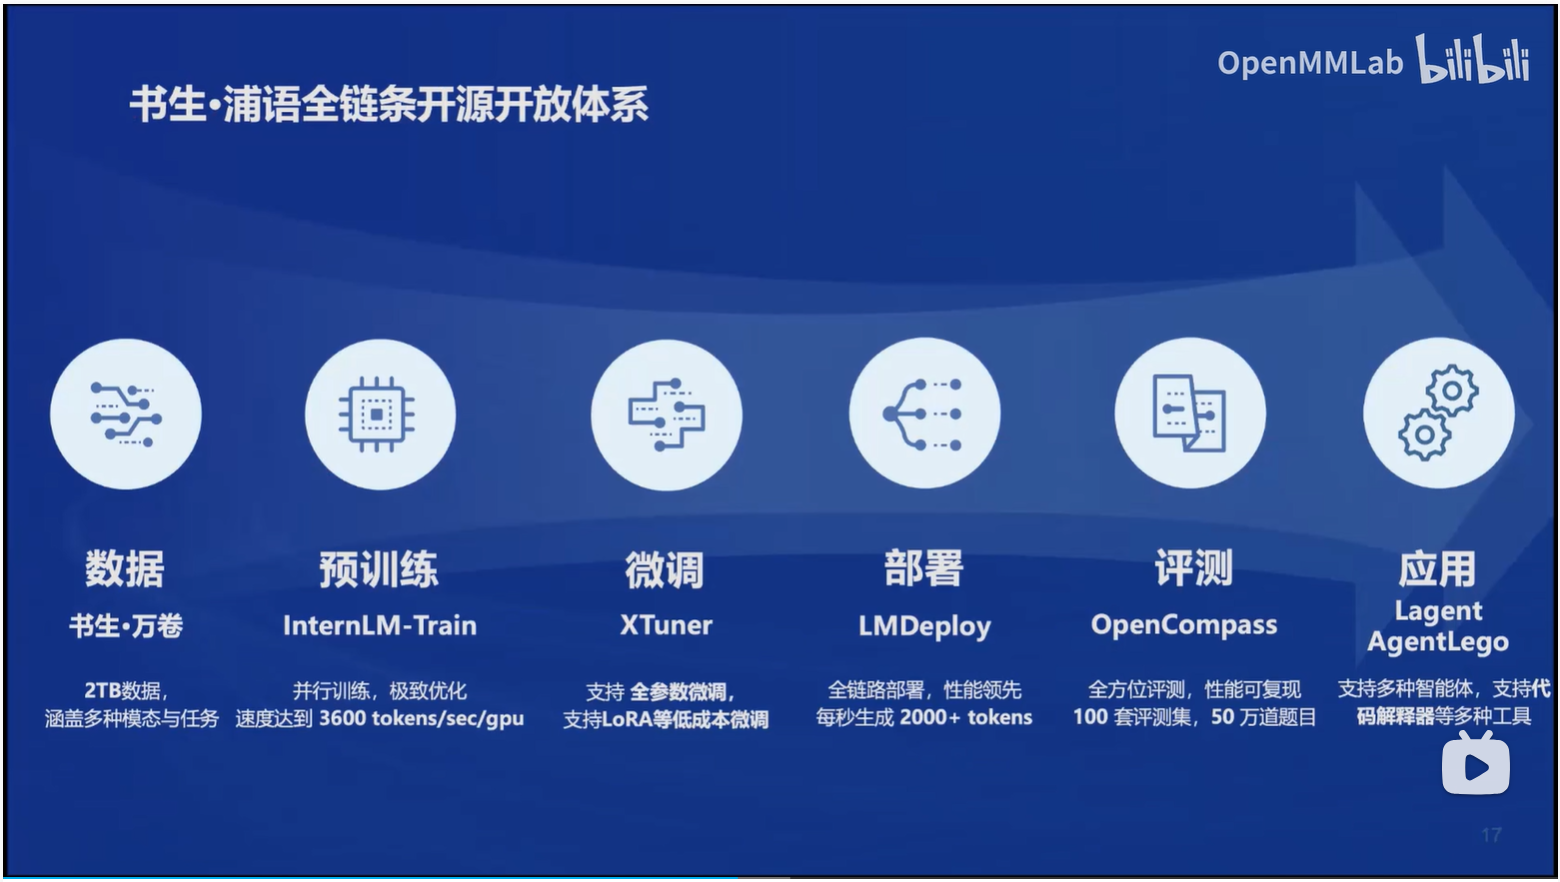 OpenMMLab bilibili
书生·浦语全链条开源开放体系
数据
书生·万卷
2TB数据,
涵盖多种模态与任务
预训练
InternLM-Train
并行训练，极致优化
速度达到 3600 tokens/sec/gpu
微调
XTuner
支持 全参数微调,
支持LoRA等低成本微调
部署
LMDeploy
全链路部署，性能领先
每秒生成 2000+ tokens
评测
OpenCompass
全方位评测，性能可复现
100 套评测集，50 万道题目
应用
Lagent
AgentLego
支持多种智能体，支持代
码解释器等多种工具
17